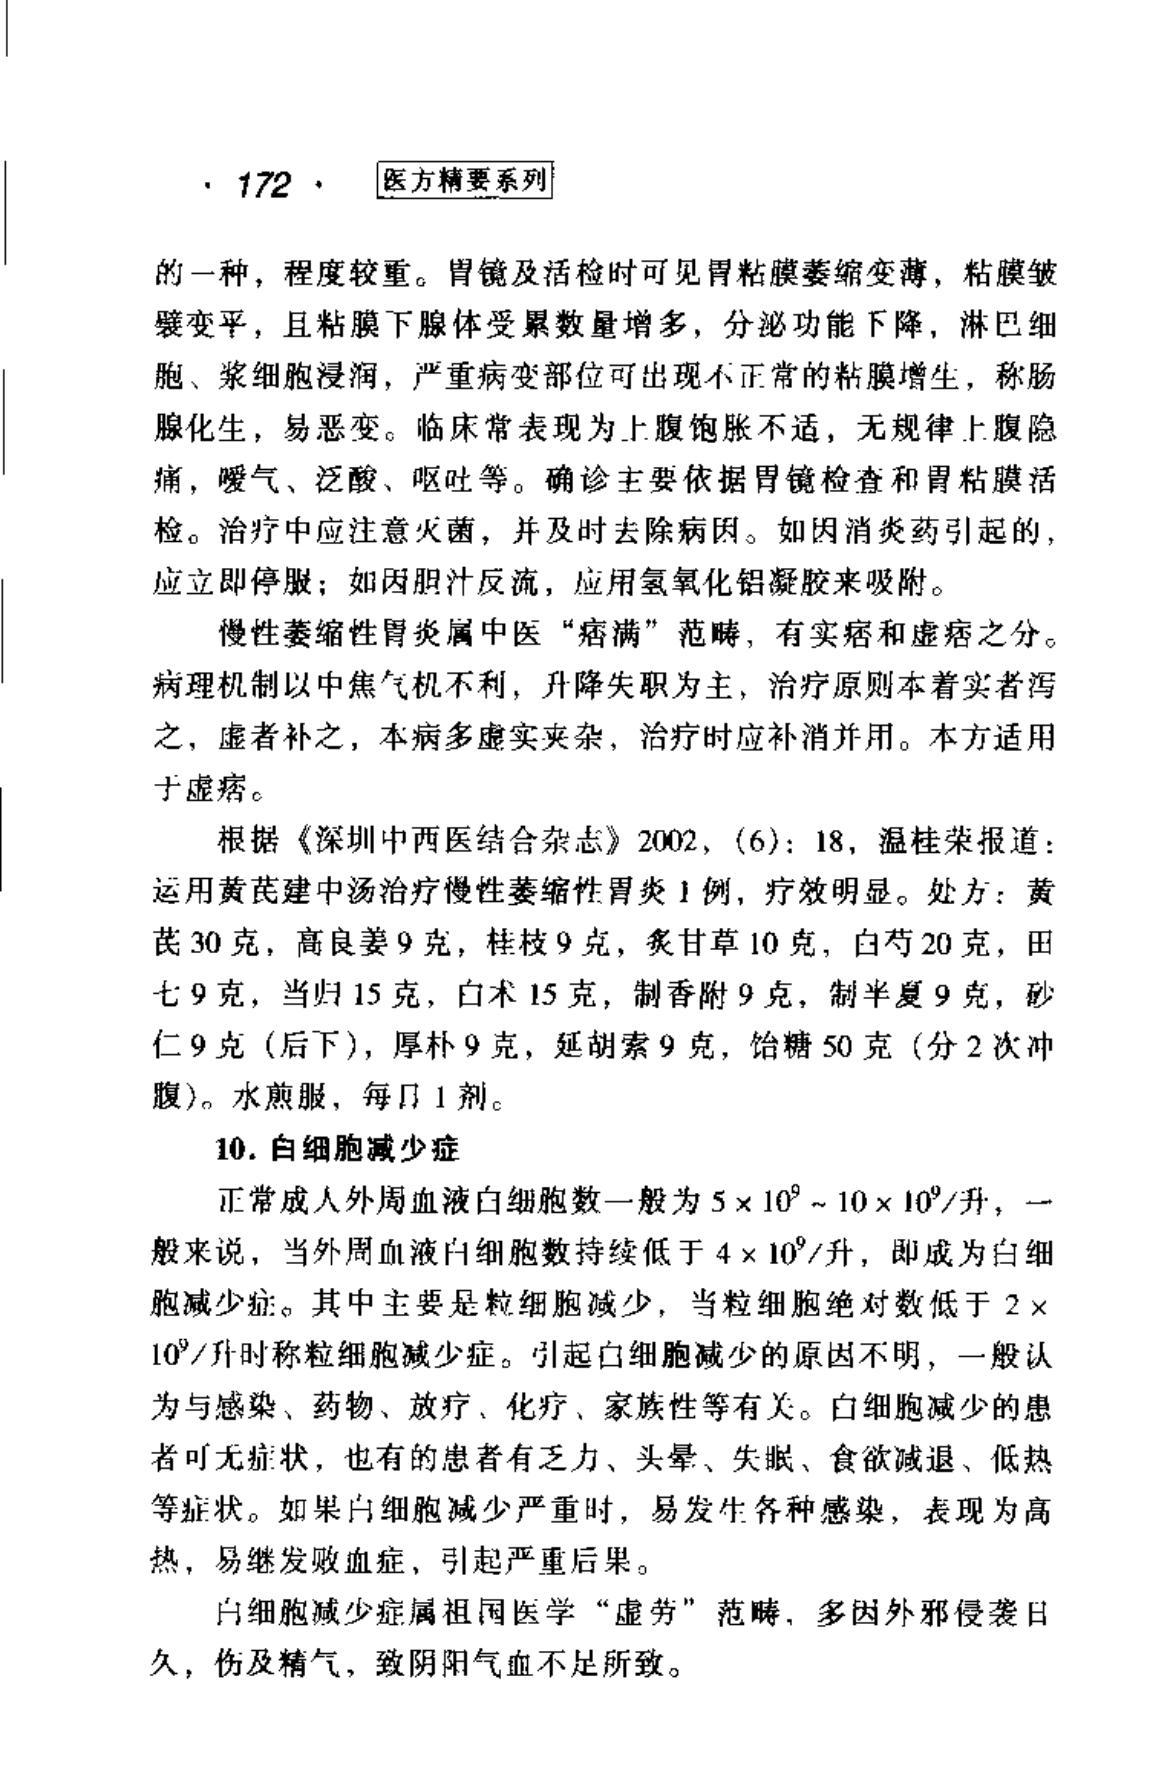 · 172 · 医方精要系列
的一种，程度较重。胃镜及活检时可见胃粘膜萎缩变薄，粘膜皱
襞变平，且粘膜下腺体受累数量增多，分泌功能下降，淋巴细
胞、浆细胞浸润，严重病变部位可出现不正常的粘膜增生，称肠
腺化生，易恶变。临床常表现为上腹饱胀不适，无规律上腹隐
痛，嗳气、泛酸、呕吐等。确诊主要依据胃镜检查和胃粘膜活
检。治疗中应注意灭菌，并及时去除病因。如因消炎药引起的，
应立即停服；如因胆汁反流，应用氢氧化铝凝胶来吸附。
慢性萎缩性胃炎属中医“痞满”范畴，有实痞和虚痞之分。
病理机制以中焦气机不利，升降失职为主，治疗原则本着实者泻
之，虚者补之，本病多虚实夹杂，治疗时应补消并用。本方适用
于虚痞。
根据《深圳中西医结合杂志》2002，(6)：18，温桂荣报道：
运用黄芪建中汤治疗慢性萎缩性胃炎 1 例，疗效明显。处方：黄
芪 30 克，高良姜 9 克，桂枝 9 克，炙甘草 10 克，白芍 20 克，田
七 9 克，当归 15 克，白术 15 克，制香附 9 克，制半夏 9 克，砂
仁 9 克（后下），厚朴 9 克，延胡索 9 克，饴糖 50 克（分 2 次冲
腹）。水煎服，每日 1 剂。
10. 白细胞减少症
正常成人外周血液白细胞数一般为 5 × 10⁹ ~ 10 × 10⁹/升，一
般来说，当外周血液白细胞数持续低于 4 × 10⁹/升，即成为白细
胞减少症。其中主要是粒细胞减少，当粒细胞绝对数低于 2 ×
10⁹/升时称粒细胞减少症。引起白细胞减少的原因不明，一般认
为与感染、药物、放疗、化疗、家族性等有关。白细胞减少的患
者可无症状，也有的患者有乏力、头晕、失眠、食欲减退、低热
等症状。如果白细胞减少严重时，易发生各种感染，表现为高
热，易继发败血症，引起严重后果。
白细胞减少症属祖国医学“虚劳”范畴，多因外邪侵袭日
久，伤及精气，致阴阳气血不足所致。